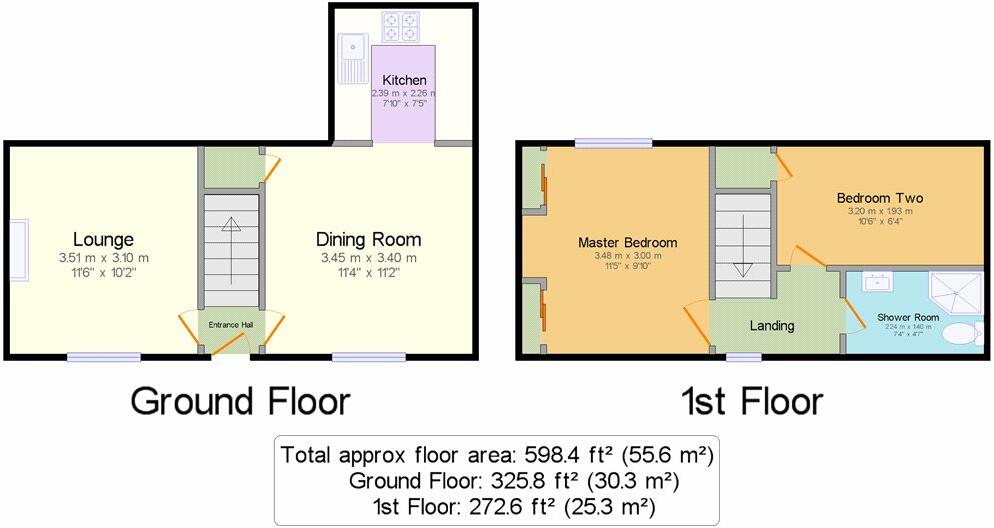 Kitchen
2.39 m x 2.26 m
7'10" x 7'5"
Lounge
3.51 m x 3.10 m
11'6" x 10'2"
Dining Room
3.45 m x 3.40 m
11'4" x 11'2"
Entrance Hall
Ground Floor
Bedroom Two
3.20 m x 1.93 m
10'6" x 6'4"
Master Bedroom
3.48 m x 3.00 m
11'5" x 9'10"
Shower Room
2.24 m x 1.40 m
7'4" x 4'7"
Landing
1st Floor
Total approx floor area: 598.4 ft² (55.6 m²)
Ground Floor: 325.8 ft² (30.3 m²)
1st Floor: 272.6 ft² (25.3 m²)